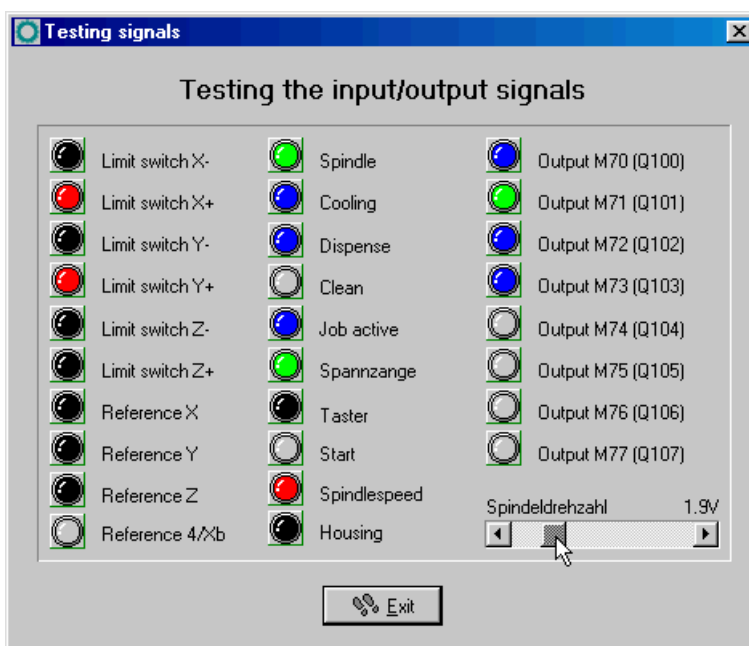 Testing signals
Testing the input/output signals
Limit switch X-
Limit switch X+
Limit switch Y-
Limit switch Y+
Limit switch Z-
Limit switch Z+
Reference X
Reference Y
Reference Z
Reference 4/Xb
Spindle
Cooling
Dispense
Clean
Job active
Spannzange
Taster
Start
Spindlespeed
Housing
Output M70 (Q100)
Output M71 (Q101)
Output M72 (Q102)
Output M73 (Q103)
Output M74 (Q104)
Output M75 (Q105)
Output M76 (Q106)
Output M77 (Q107)
Spindeldrehzahl 1.9V
Exit